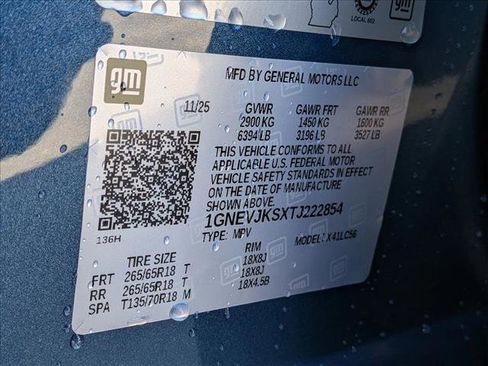 LOCAL 602
gm
MFD BY GENERAL MOTORS LLC
11/25 GVWR GAWR FRT GAWR RR
2900 KG 1450 KG 1600 KG
6394 LB 3196 LB 3527 LB
THIS VEHICLE CONFORMS TO ALL
APPLICABLE U.S. FEDERAL MOTOR
VEHICLE SAFETY STANDARDS IN EFFECT
ON THE DATE OF MANUFACTURE SHOWN
ABOVE.
1GNEVJKSXTJ222854
136H TYPE: MPV MODEL: X41LC56
TIRE SIZE RIM
FRT 265/65R18 T 18X8J
RR 265/65R18 T 18X8J
SPA T135/70R18 M 18X4.5B